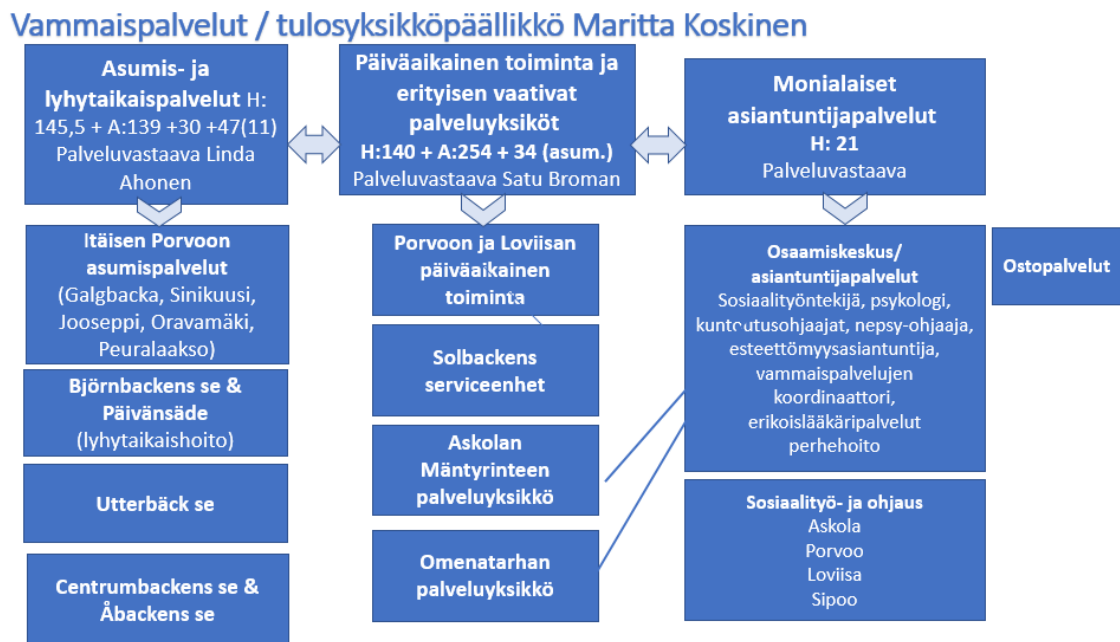 Vammaispalvelut / tulosyksikköpäällikkö Maritta Koskinen
Asumis- ja
lyhytaikaispalvelut H:
145,5 + A:139 +30 +47(11)
Palveluvastaava Linda
Ahonen
Päiväaikainen toiminta ja
erityisen vaativat
palveluyksiköt
H:140 + A:254 + 34 (asum.)
Palveluvastaava Satu Broman
Monialaiset
asiantuntijapalvelut
H: 21
Palveluvastaava
Itäisen Porvoon
asumispalvelut
(Galgbacka, Sinikuusi,
Jooseppi, Oravamäki,
Peuralaakso)
Björnbackens se &
Päivänsäde
(lyhytaikaishoito)
Utterbäck se
Centrumbackens se &
Åbackens se
Porvoon ja Loviisan
päiväaikainen
toiminta
Solbackens
serviceenhet
Askolan
Mäntyrinteen
palveluyksikkö
Omenatarhan
palveluyksikkö
Osaamiskeskus/
asiantuntijapalvelut
Sosiaalityöntekijä, psykologi,
kuntoutusohjaajat, nepsy-ohjaaja,
esteettömyysasiantuntija,
vammaispalvelujen
koordinaattori,
erikoislääkäripalvelut
perhehoito
Sosiaalityö- ja ohjaus
Askola
Porvoo
Loviisa
Sipoo
Ostopalvelut